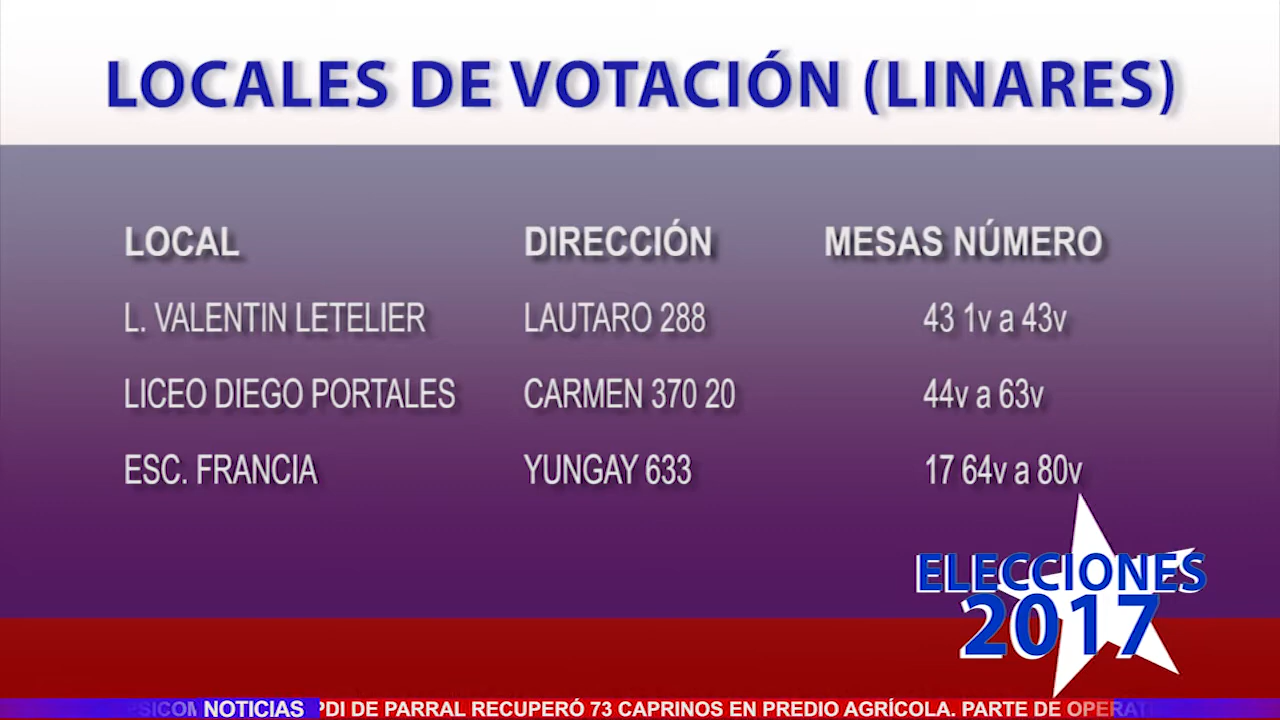 LOCALES DE VOTACIÓN (LINARES)
LOCAL DIRECCIÓN MESAS NÚMERO
L. VALENTIN LETELIER LAUTARO 288 43 1v a 43v
LICEO DIEGO PORTALES CARMEN 370 20 44v a 63v
ESC. FRANCIA YUNGAY 633 17 64v a 80v
ELECCIONES
2017
NOTICIAS PDI DE PARRAL RECUPERÓ 73 CAPRINOS EN PREDIO AGRÍCOLA. PARTE DE